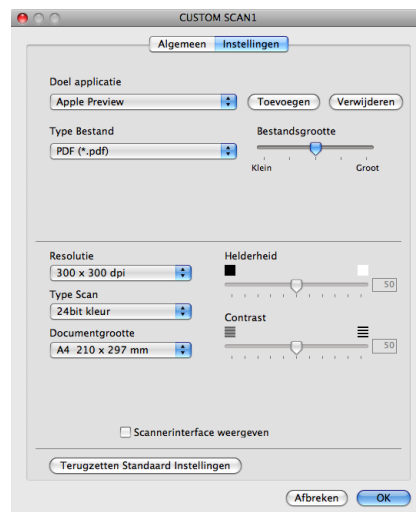 CUSTOM SCAN1
Algemeen Instellingen
Doel applicatie
Apple Preview Toevoegen Verwijderen
Type Bestand Bestandsgrootte
PDF (*.pdf)
Klein Groot
Resolutie Helderheid
300 x 300 dpi 50
Type Scan
24bit kleur Contrast
Documentgrootte
A4 210 x 297 mm 50
Scannerinterface weergeven
Terugzetten Standaard Instellingen
Afbreken OK